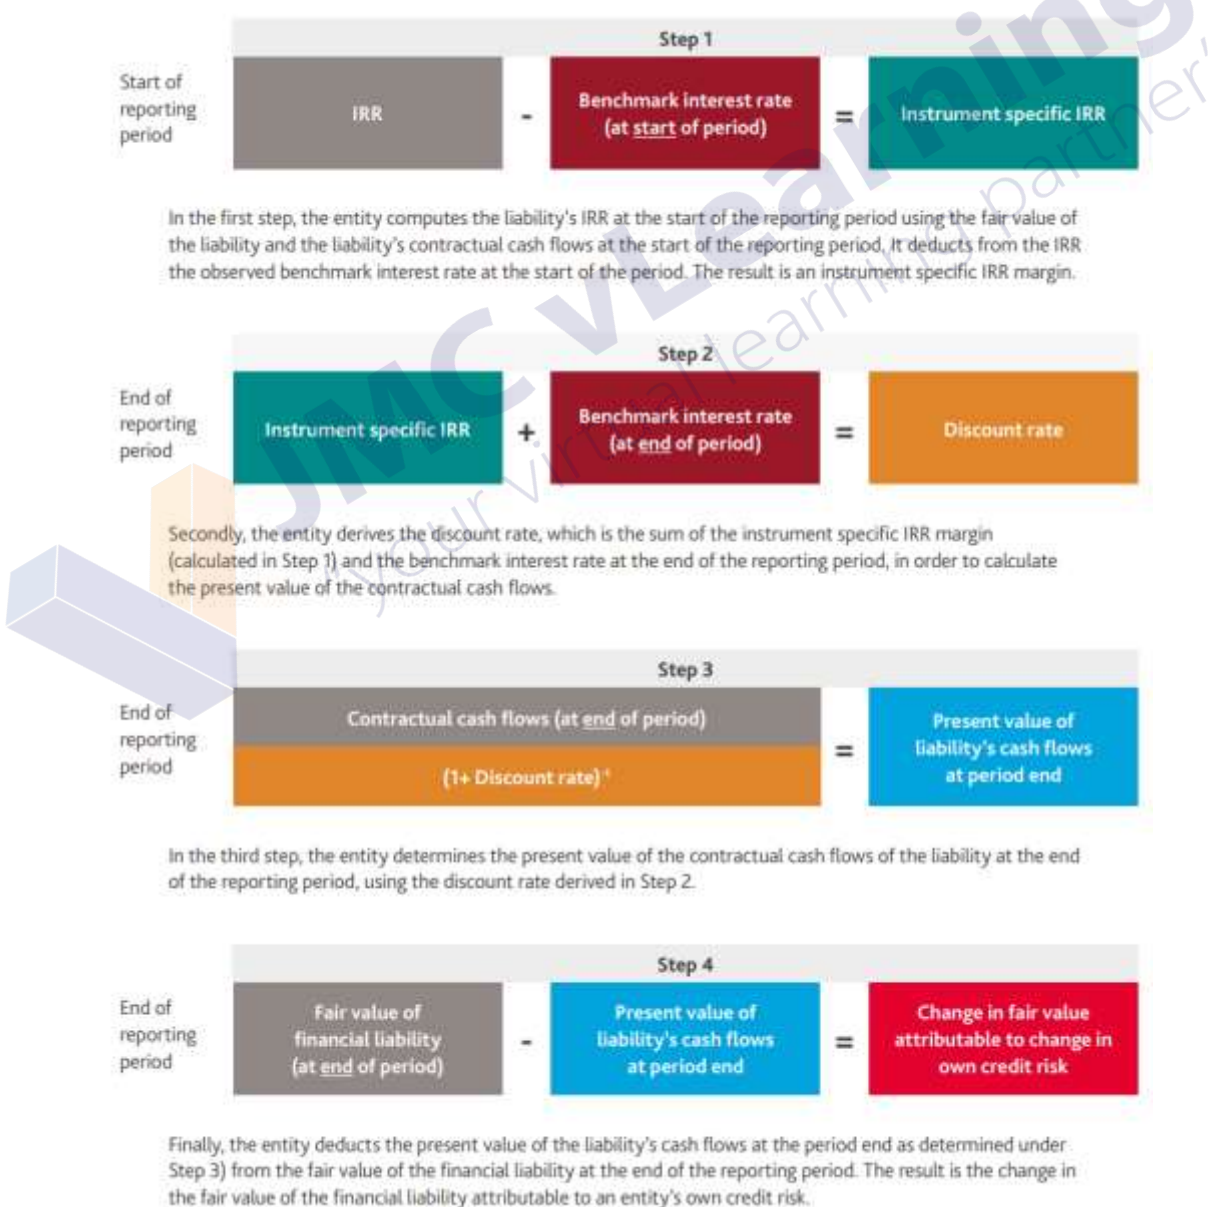 Step 1
Start of
reporting
period
IRR
-
Benchmark interest rate
(at start of period)
=
Instrument specific IRR
In the first step, the entity computes the liability's IRR at the start of the reporting period using the fair value of
the liability and the liability's contractual cash flows at the start of the reporting period. It deducts from the IRR
the observed benchmark interest rate at the start of the period. The result is an instrument specific IRR margin.
Step 2
End of
reporting
period
Instrument specific IRR
+
Benchmark interest rate
(at end of period)
=
Discount rate
Secondly, the entity derives the discount rate, which is the sum of the instrument specific IRR margin
(calculated in Step 1) and the benchmark interest rate at the end of the reporting period, in order to calculate
the present value of the contractual cash flows.
Step 3
End of
reporting
period
Contractual cash flows (at end of period)
(1+ Discount rate)
=
Present value of
liability's cash flows
at period end
In the third step, the entity determines the present value of the contractual cash flows of the liability at the end
of the reporting period, using the discount rate derived in Step 2.
Step 4
End of
reporting
period
Fair value of
financial liability
(at end of period)
-
Present value of
liability's cash flows
at period end
=
Change in fair value
attributable to change in
own credit risk
Finally, the entity deducts the present value of the liability's cash flows at the period end as determined under
Step 3) from the fair value of the financial liability at the end of the reporting period. The result is the change in
the fair value of the financial liability attributable to an entity's own credit risk.
JMC vLearning
"your virtual learning partner"